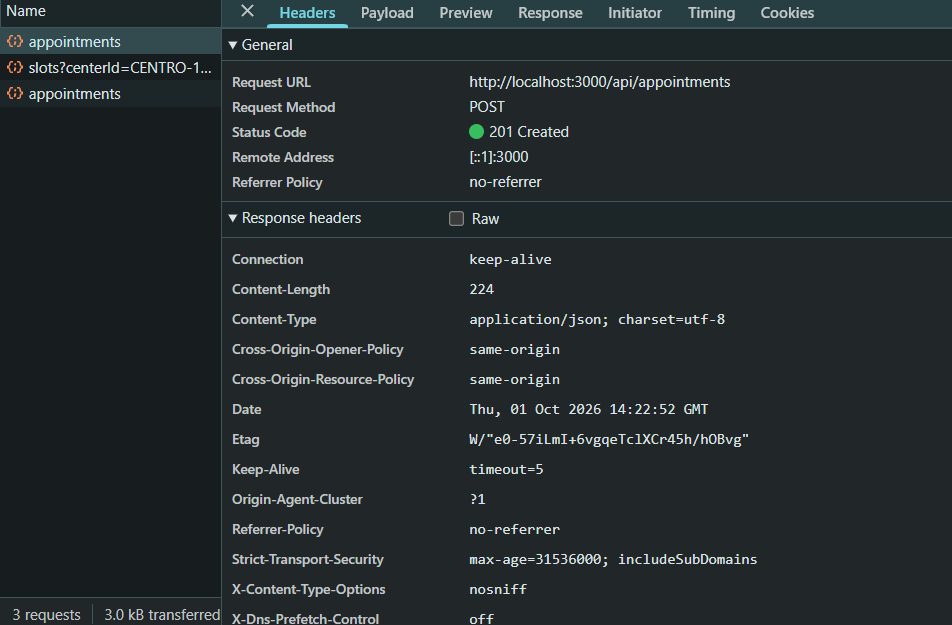 Name
appointments
slots?centerId=CENTRO-1...
appointments
3 requests 3.0 kB transferred
Headers Payload Preview Response Initiator Timing Cookies
General
Request URL http://localhost:3000/api/appointments
Request Method POST
Status Code 201 Created
Remote Address [::1]:3000
Referrer Policy no-referrer
Response headers Raw
Connection keep-alive
Content-Length 224
Content-Type application/json; charset=utf-8
Cross-Origin-Opener-Policy same-origin
Cross-Origin-Resource-Policy same-origin
Date Thu, 01 Oct 2026 14:22:52 GMT
Etag W/"e0-57iLmI+6vgqeTclXCr45h/hOBvg"
Keep-Alive timeout=5
Origin-Agent-Cluster ?1
Referrer-Policy no-referrer
Strict-Transport-Security max-age=31536000; includeSubDomains
X-Content-Type-Options nosniff
X-Dns-Prefetch-Control off